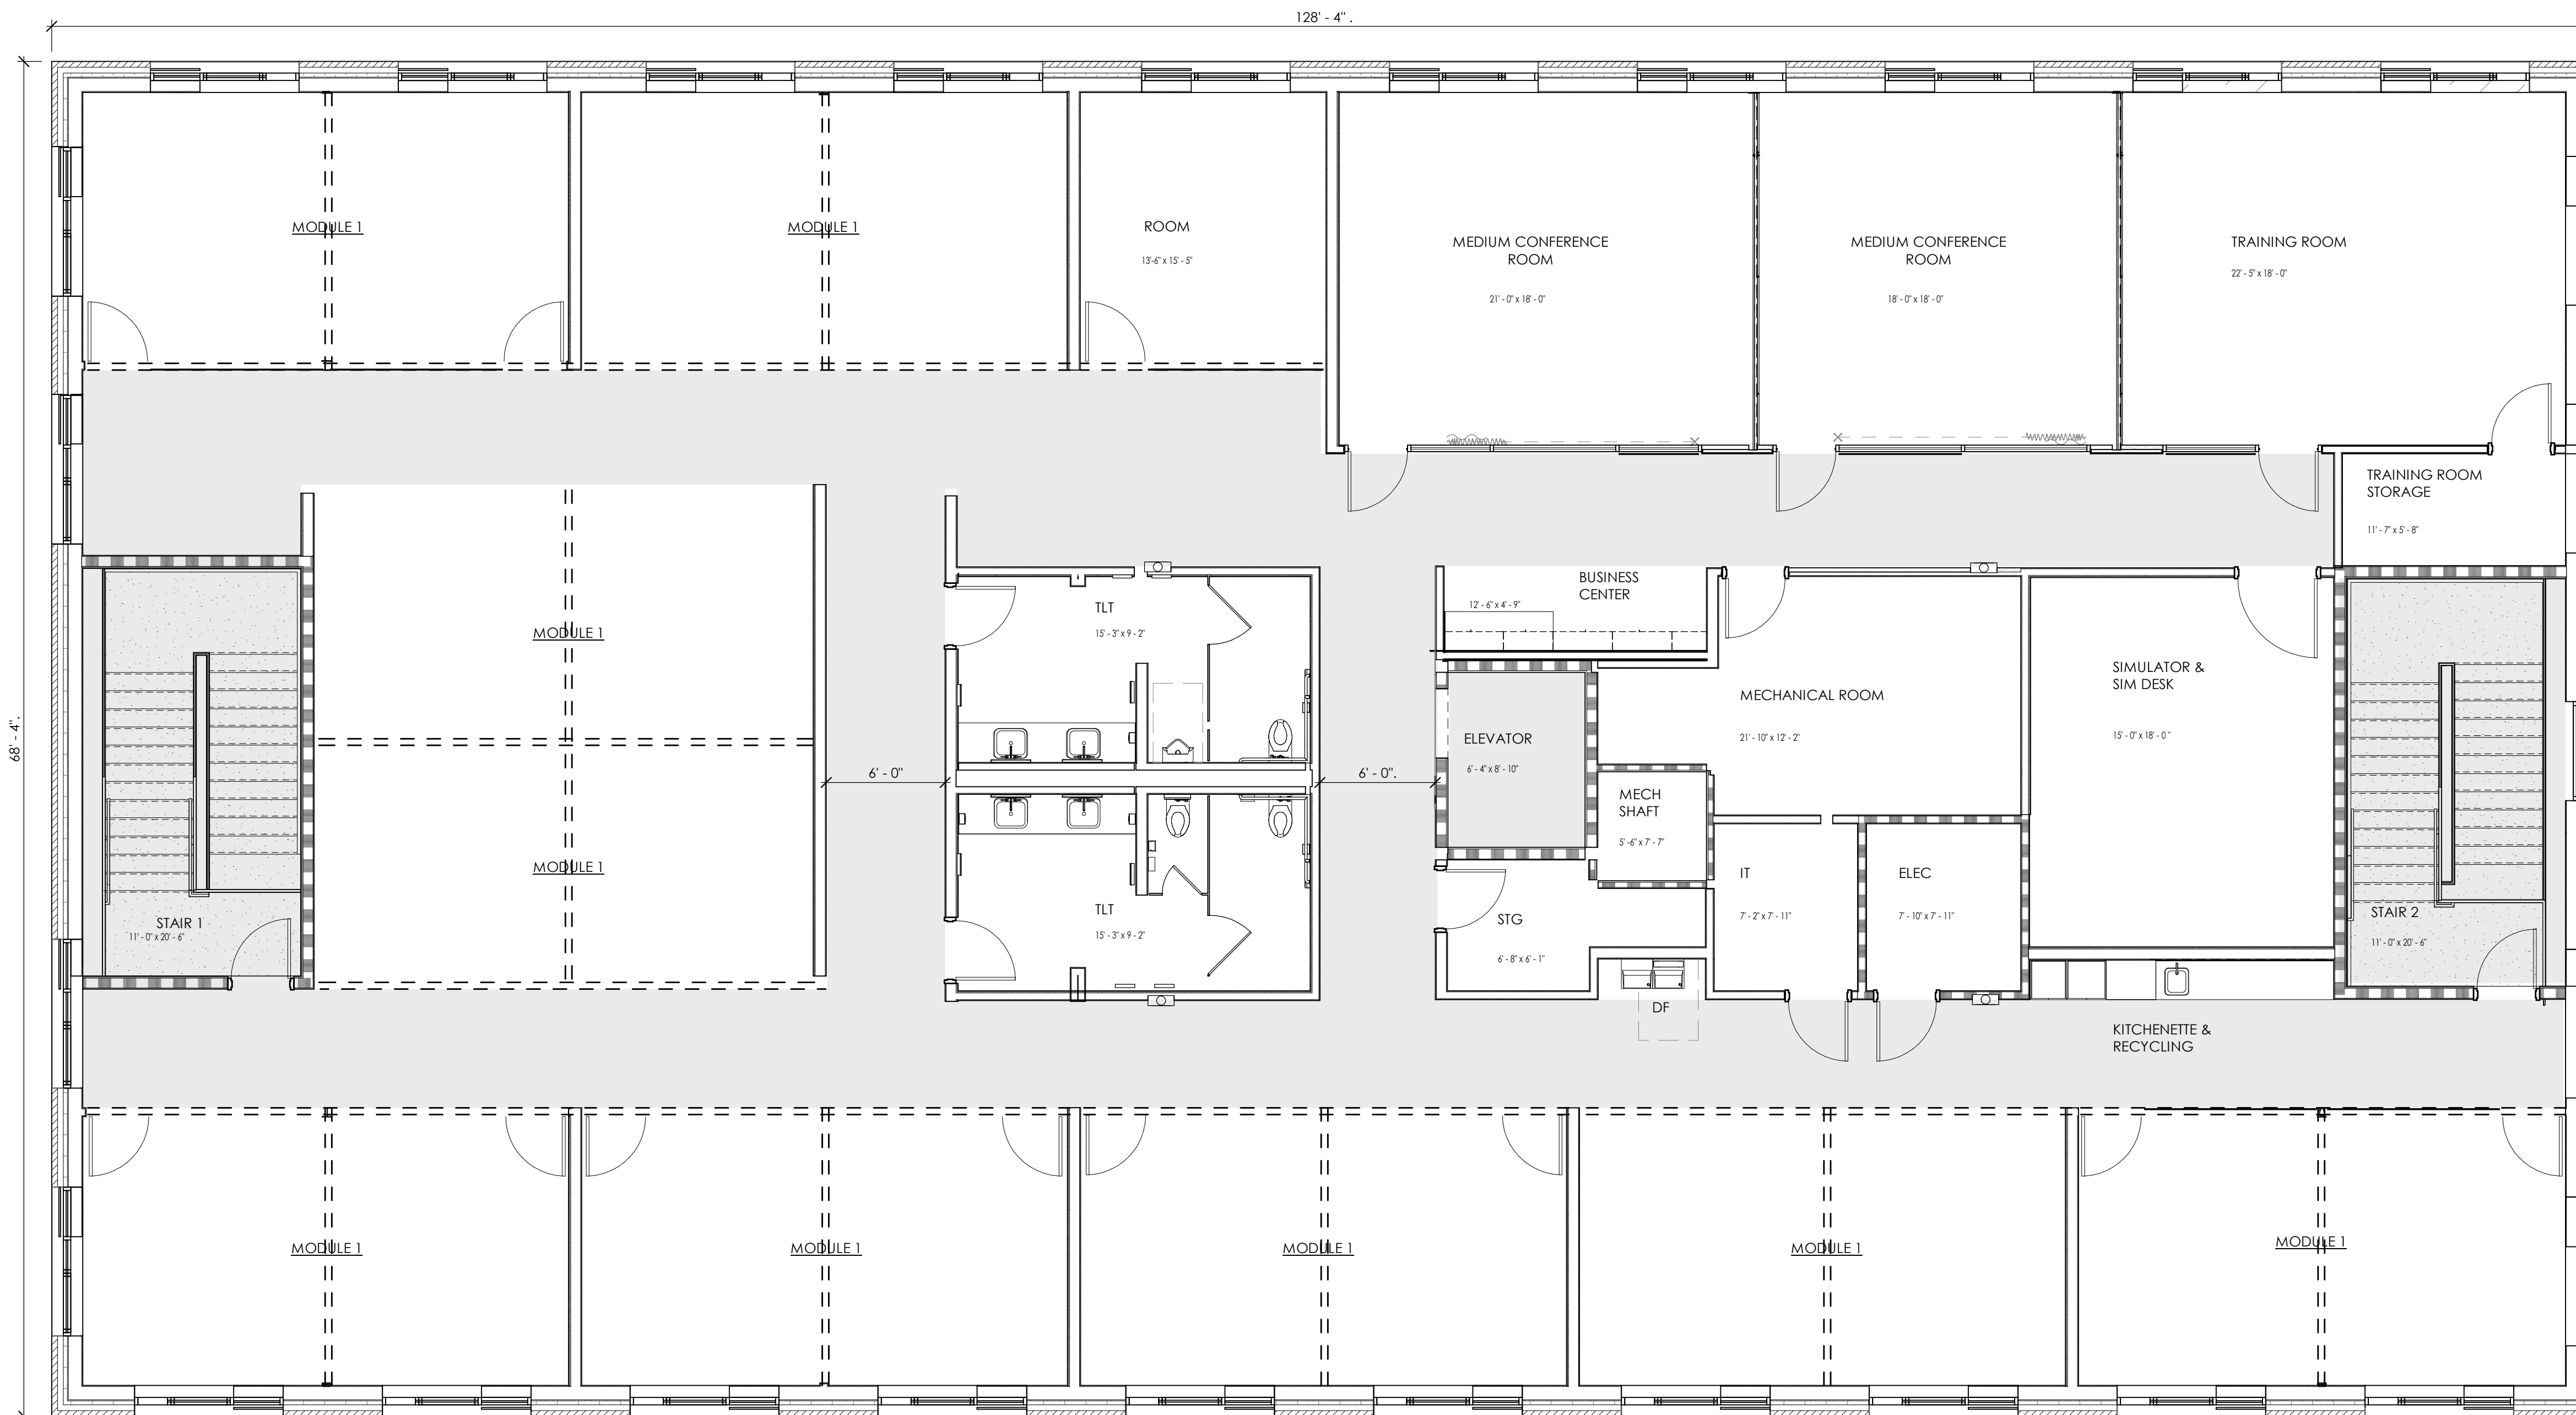 128' - 4" .
MODULE 1
MODULE 1
ROOM
13'-6" x 15' - 5"
MEDIUM CONFERENCE
ROOM
21' - 0" x 18' - 0"
MEDIUM CONFERENCE
ROOM
18' - 0" x 18' - 0"
TRAINING ROOM
22' - 5" x 18' - 0"
TRAINING ROOM
STORAGE
11' - 7" x 5' - 8"
BUSINESS
CENTER
12' - 6" x 4' - 9"
TLT
15' - 3" x 9 - 2"
MODULE 1
MECHANICAL ROOM
21' - 10" x 12' - 2"
SIMULATOR &
SIM DESK
15' - 0" x 18' - 0 "
ELEVATOR
6' - 4" x 8' - 10"
68' - 4".
6' - 0"
6' - 0".
MECH
SHAFT
5' -6" x 7' - 7"
MODULE 1
IT
7' - 2" x 7' - 11"
ELEC
7' - 10" x 7' - 11"
STAIR 1
11' - 0" x 20' - 6"
TLT
15' - 3" x 9 - 2"
STG
6' - 8" x 6' - 1"
STAIR 2
11' - 0" x 20' - 6"
DF
KITCHENETTE &
RECYCLING
MODULE 1
MODULE 1
MODULE 1
MODULE 1
MODULE 1